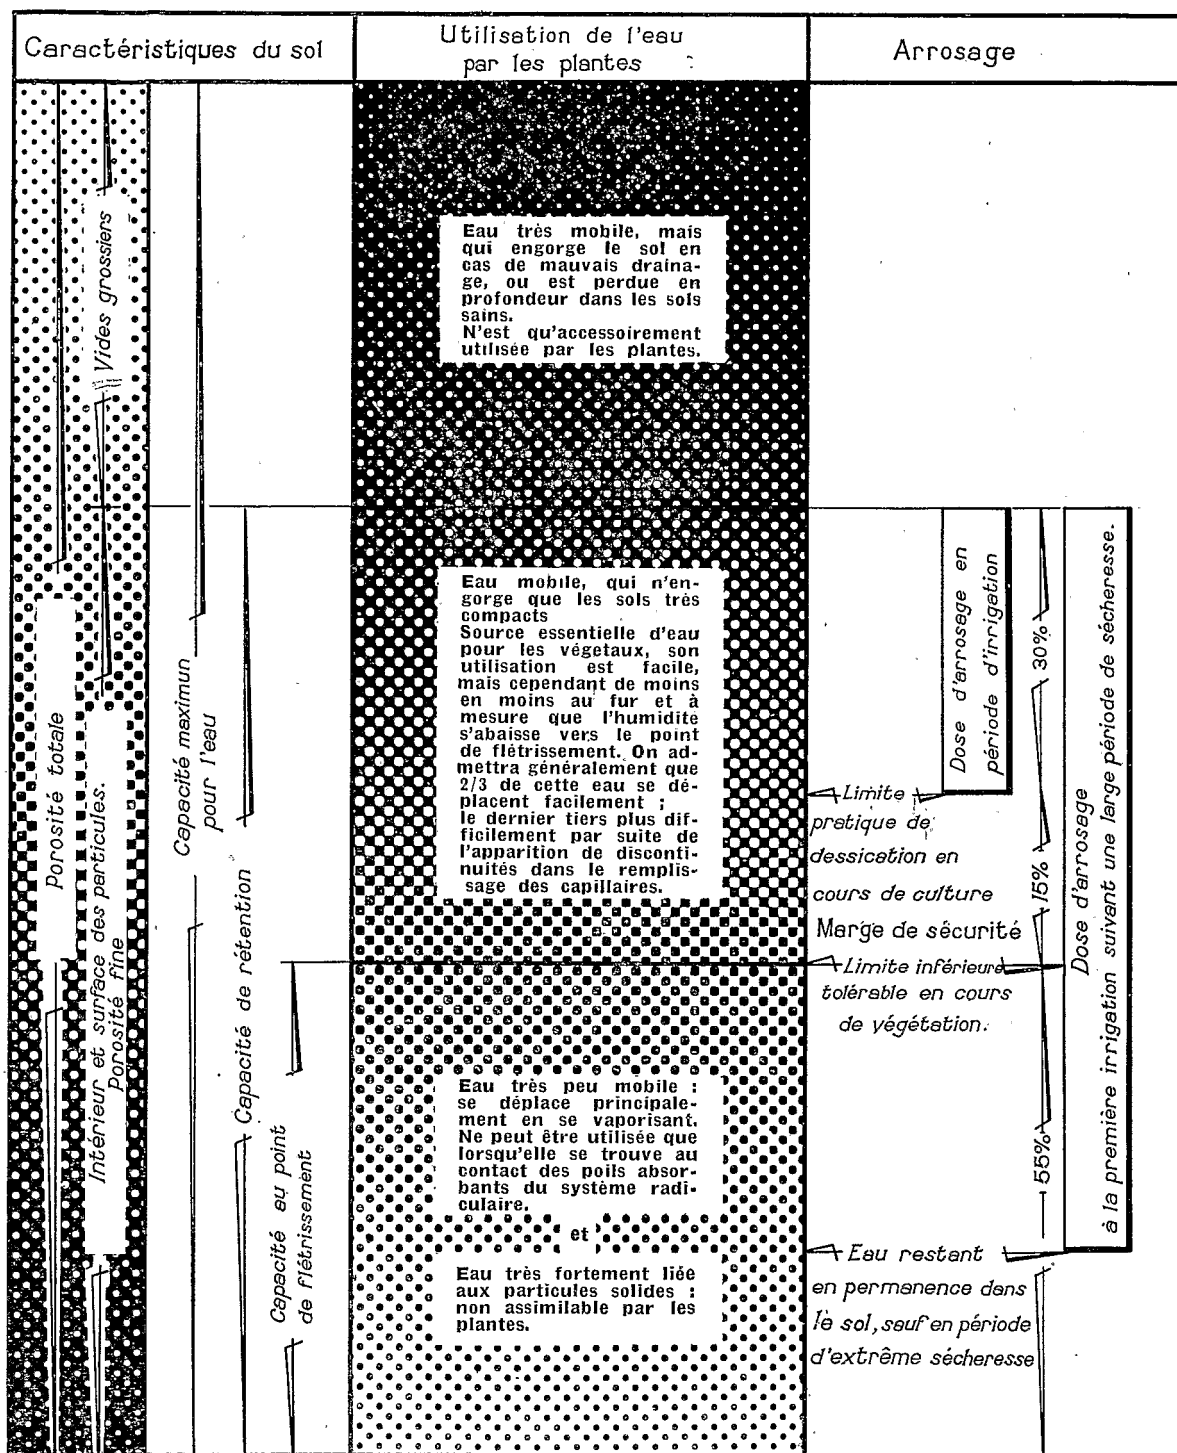 Caractéristiques du sol
Utilisation de l'eau
par les plantes
Arrosage
Vides grossiers
Porosité totale
Intérieur et surface des particules.
Porosité fine
Capacité maximun
pour l'eau
Capacité de rétention
Capacité au point
de flétrissement
Eau très mobile, mais
qui engorge le sol en
cas de mauvais draina-
ge, ou est perdue en
profondeur dans les sols
sains.
N'est qu'accessoirement
utilisée par les plantes.
Eau mobile, qui n'en-
gorge que les sols très
compacts
Source essentielle d'eau
pour les végetaux, son
utilisation est facile,
mais cependant de moins
en moins au fur et à
mesure que l'humidité
s'abaisse vers le point
de flétrissement. On ad-
mettra généralement que
2/3 de cette eau se dé-
placent facilement ;
le dernier tiers plus dif-
ficilement par suite de
l'apparition de disconti-
nuités dans le remplis-
sage des capillaires.
Eau très peu mobile :
se déplace principale-
ment en se vaporisant.
Ne peut être utilisée que
lorsqu'elle se trouve au
contact des poils absor-
bants du système radi-
culaire.
et
Eau très fortement liée
aux particules solides :
non assimilable par les
plantes.
Dose d'arrosage en
période d'irrigation
Limite
pratique de
dessication en
cours de culture
Marge de sécurité
Limite inférieure
tolérable en cours
de végétation.
Eau restant
en permanence dans
le sol, sauf en période
d'extrême sécheresse
30%
15%
55%
Dose d'arrosage
à la première irrigation suivant une large période de sécheresse.